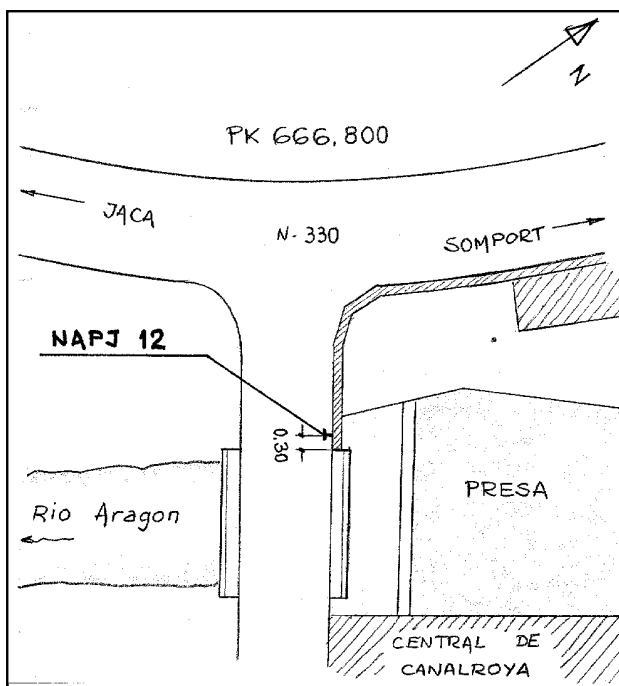 N
PK 666,800
JACA
N-330
SOMPORT
NAPJ 12
0,30
PRESA
Rio Aragon
CENTRAL DE
CANALROYA